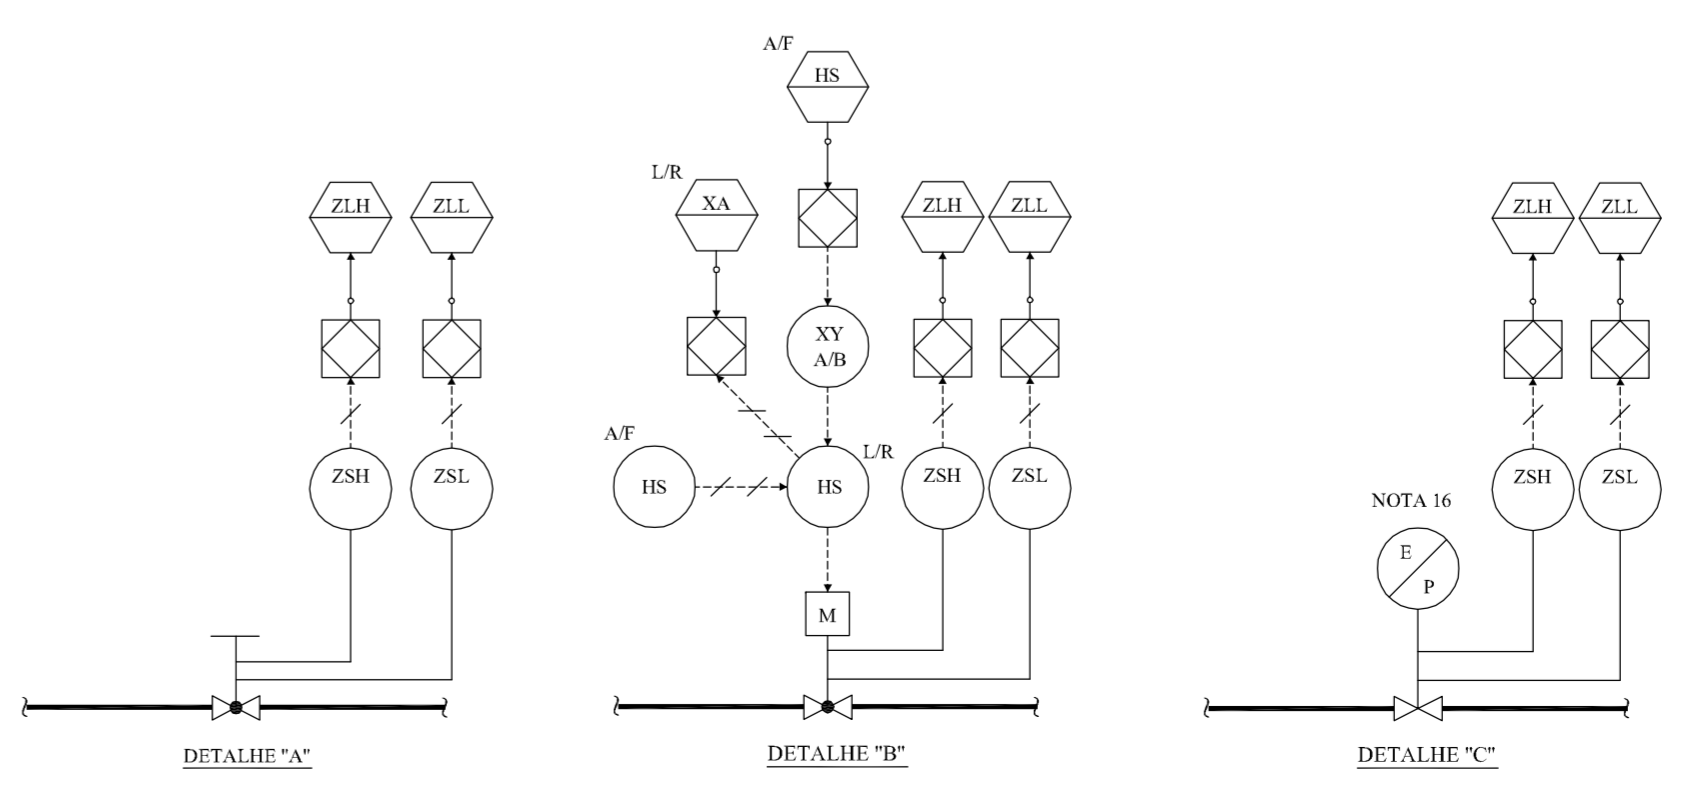 ZLH
ZLL
ZSH
ZSL
DETALHE "A"
A/F
HS
L/R
XA
ZLH
ZLL
XY
A/B
A/F
HS
HS
L/R
ZSH
ZSL
M
DETALHE "B"
ZLH
ZLL
ZSH
ZSL
NOTA 16
E
P
DETALHE "C"